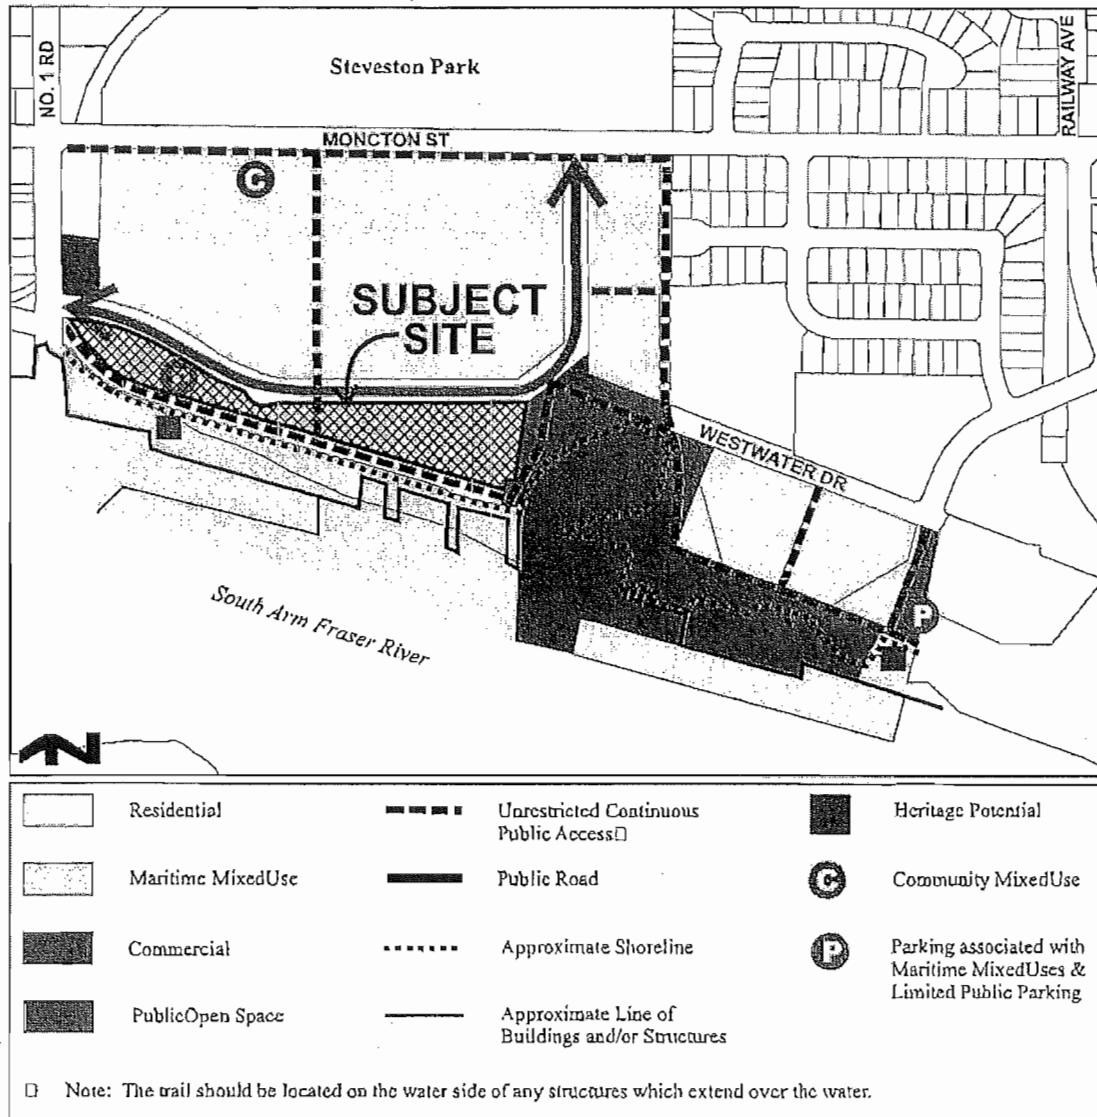 Steveston Park
NO. 1 RD
RAILWAY AVE
MONCTON ST
C
SUBJECT
SITE
WESTWATER DR
P
South Arm Fraser River
Residential
Unrestricted Continuous
Public Access□
Heritage Potential
Maritime MixedUse
Public Road
C
Community MixedUse
Commercial
Approximate Shoreline
P
Parking associated with
Maritime MixedUses &
Limited Public Parking
PublicOpen Space
Approximate Line of
Buildings and/or Structures
□ Note: The trail should be located on the water side of any structures which extend over the water.